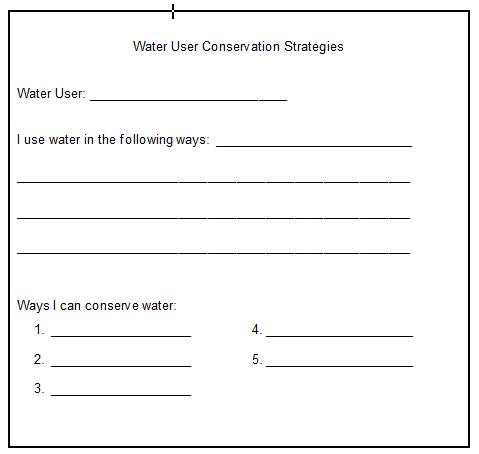 Water User Conservation Strategies
Water User: ____________________________
I use water in the following ways: ____________________________
________________________________________________________
________________________________________________________
________________________________________________________
Ways I can conserve water:
1. ____________________ 4. _____________________
2. ____________________ 5. _____________________
3. ____________________